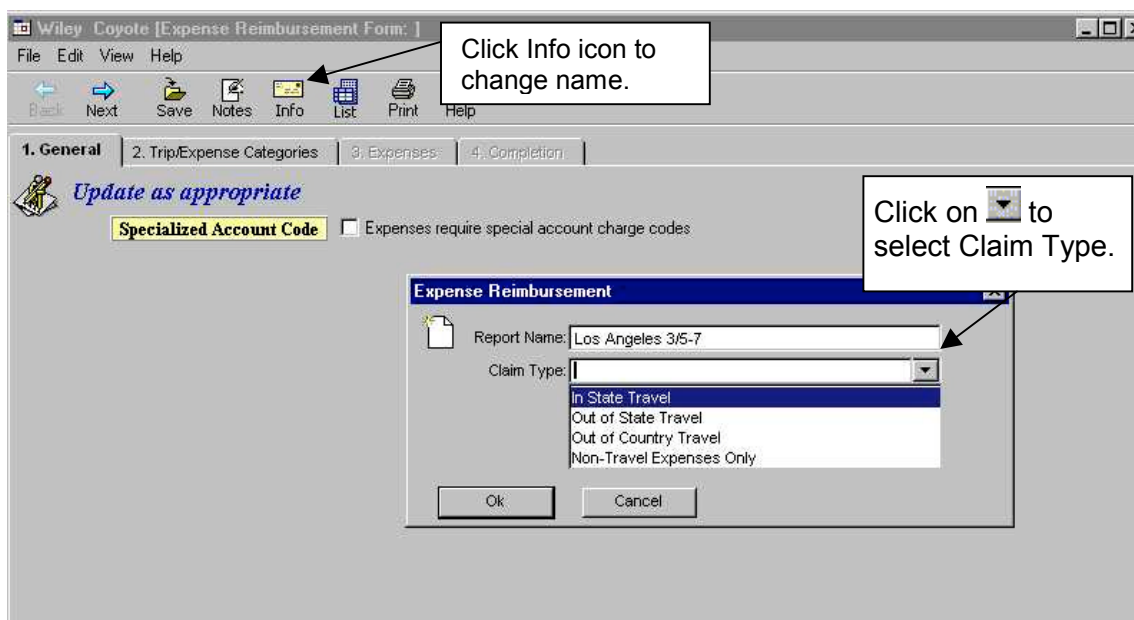 Wiley Coyote [Expense Reimbursement Form: ]
Click Info icon to
change name.
File Edit View Help
Back Next Save Notes Info List Print Help
1. General 2. Trip/Expense Categories 3. Expenses 4. Completion
Update as appropriate
Specialized Account Code Expenses require special account charge codes
Click on to
select Claim Type.
Expense Reimbursement
Report Name: Los Angeles 3/5-7
Claim Type:
In State Travel
Out of State Travel
Out of Country Travel
Non-Travel Expenses Only
Ok Cancel